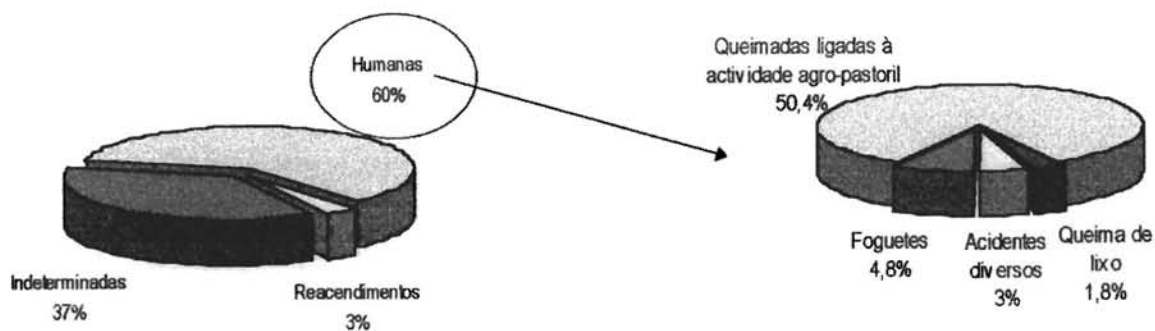 Humanas
60%
Indeterminadas
37%
Reacendimentos
3%
Queimadas ligadas à
actividade agro-pastoril
50,4%
Foguetes
4,8%
Acidentes
diversos
3%
Queima de
lixo
1,8%